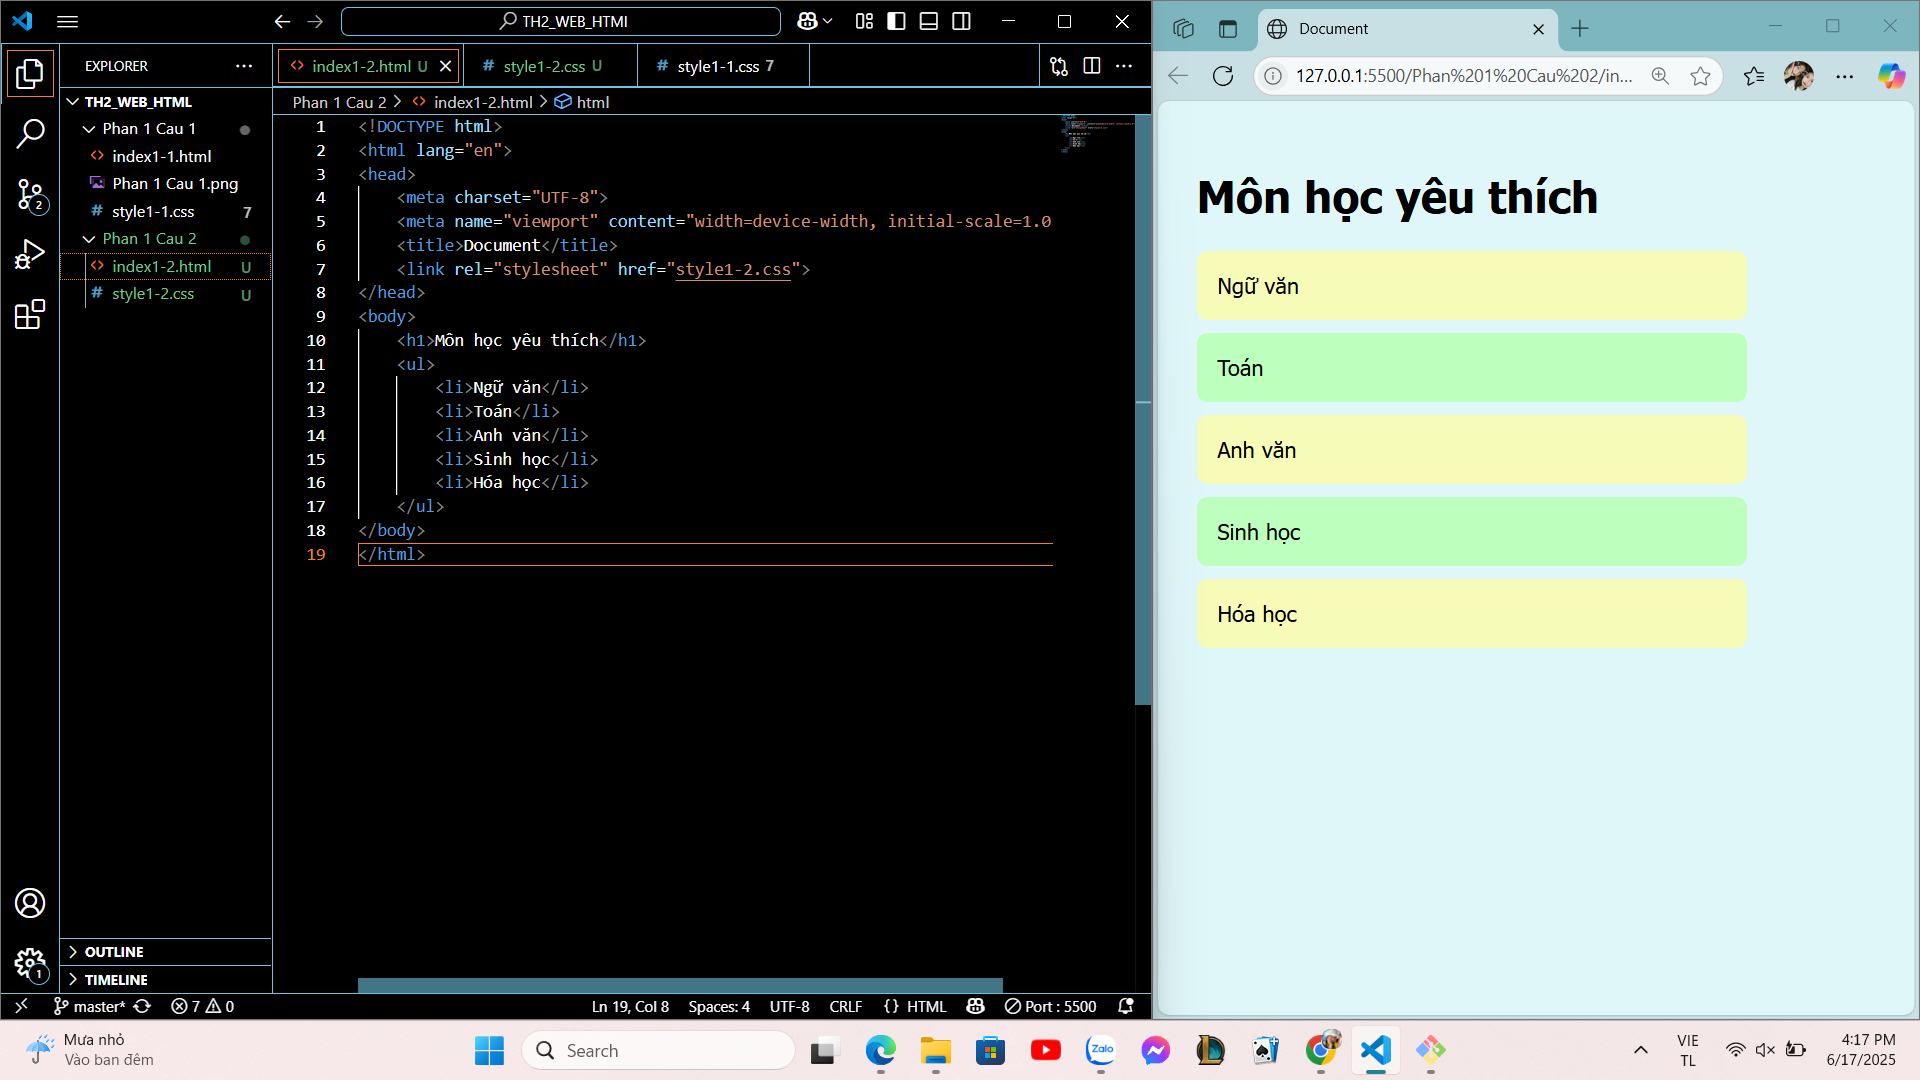 TH2_WEB_HTMl
EXPLORER
TH2_WEB_HTML
Phan 1 Cau 1
index1-1.html
Phan 1 Cau 1.png
style1-1.css 7
Phan 1 Cau 2
index1-2.html U
style1-2.css U
OUTLINE
TIMELINE
2
1
index1-2.html U
style1-2.css U
style1-1.css 7
Phan 1 Cau 2 > index1-2.html > html
1 <!DOCTYPE html>
2 <html lang="en">
3 <head>
4 <meta charset="UTF-8">
5 <meta name="viewport" content="width=device-width, initial-scale=1.0
6 <title>Document</title>
7 <link rel="stylesheet" href="style1-2.css">
8 </head>
9 <body>
10 <h1>Môn học yêu thích</h1>
11 <ul>
12 <li>Ngữ văn</li>
13 <li>Toán</li>
14 <li>Anh văn</li>
15 <li>Sinh học</li>
16 <li>Hóa học</li>
17 </ul>
18 </body>
19 </html>
master* 7 0 Ln 19, Col 8 Spaces: 4 UTF-8 CRLF {} HTML Port : 5500
Document
127.0.0.1:5500/Phan%201%20Cau%202/in...
Môn học yêu thích
Ngữ văn
Toán
Anh văn
Sinh học
Hóa học
Mưa nhỏ
Vào ban đêm
Search
Zalo
VIE
TL
4:17 PM
6/17/2025